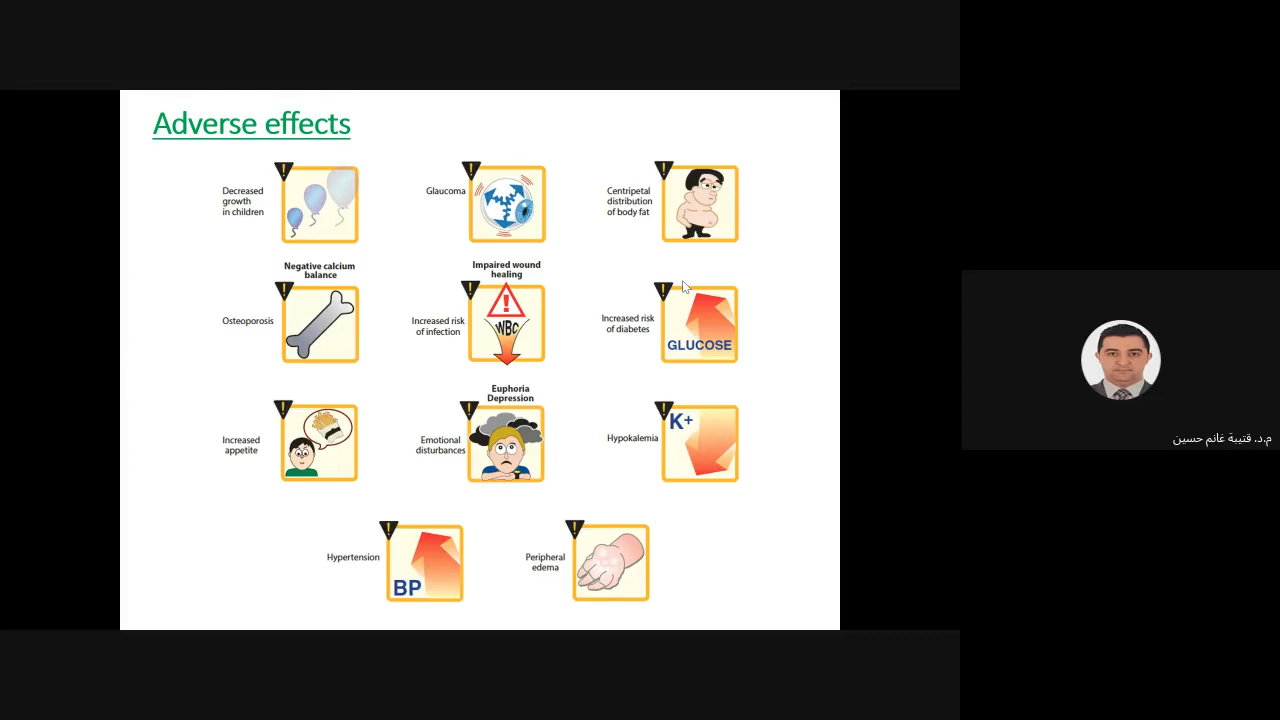 Adverse effects
!
Decreased
growth
in children
!
Glaucoma
!
Centripetal
distribution
of body fat
Negative calcium
balance
!
Osteoporosis
Impaired wound
healing
!
!
WBC
Increased risk
of infection
!
Increased risk
of diabetes
GLUCOSE
!
Increased
appetite
Euphoria
Depression
!
Emotional
disturbances
!
K+
Hypokalemia
!
Hypertension
BP
!
Peripheral
edema
م.د. قتيبة غانم حسين